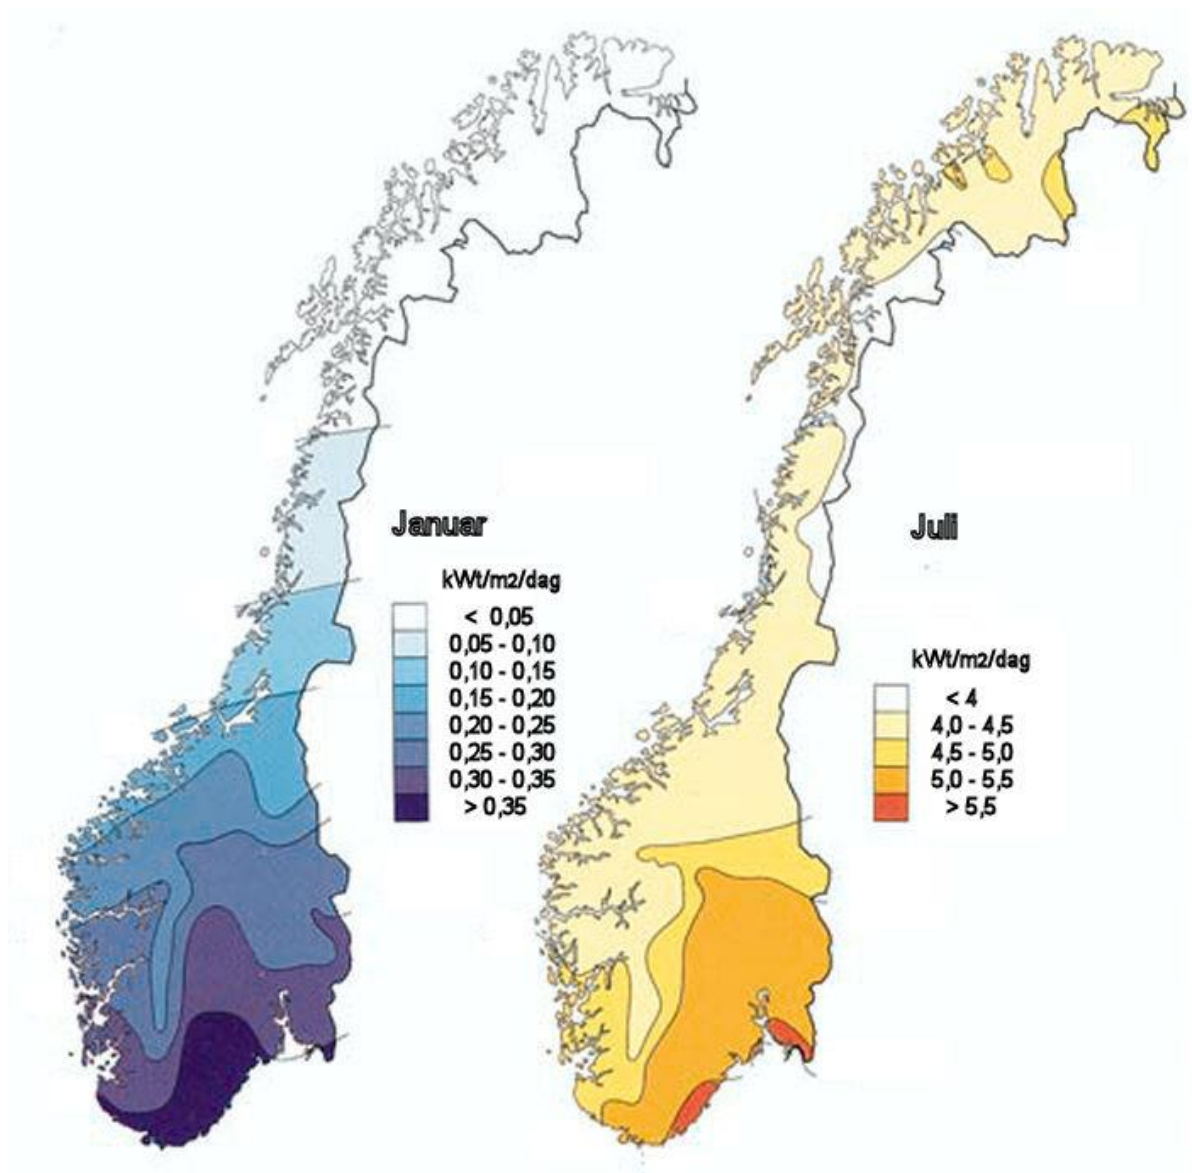 Januar
kWt/m2/dag
< 0,05
0,05 - 0,10
0,10 - 0,15
0,15 - 0,20
0,20 - 0,25
0,25 - 0,30
0,30 - 0,35
> 0,35
Juli
kWt/m2/dag
< 4
4,0 - 4,5
4,5 - 5,0
5,0 - 5,5
> 5,5